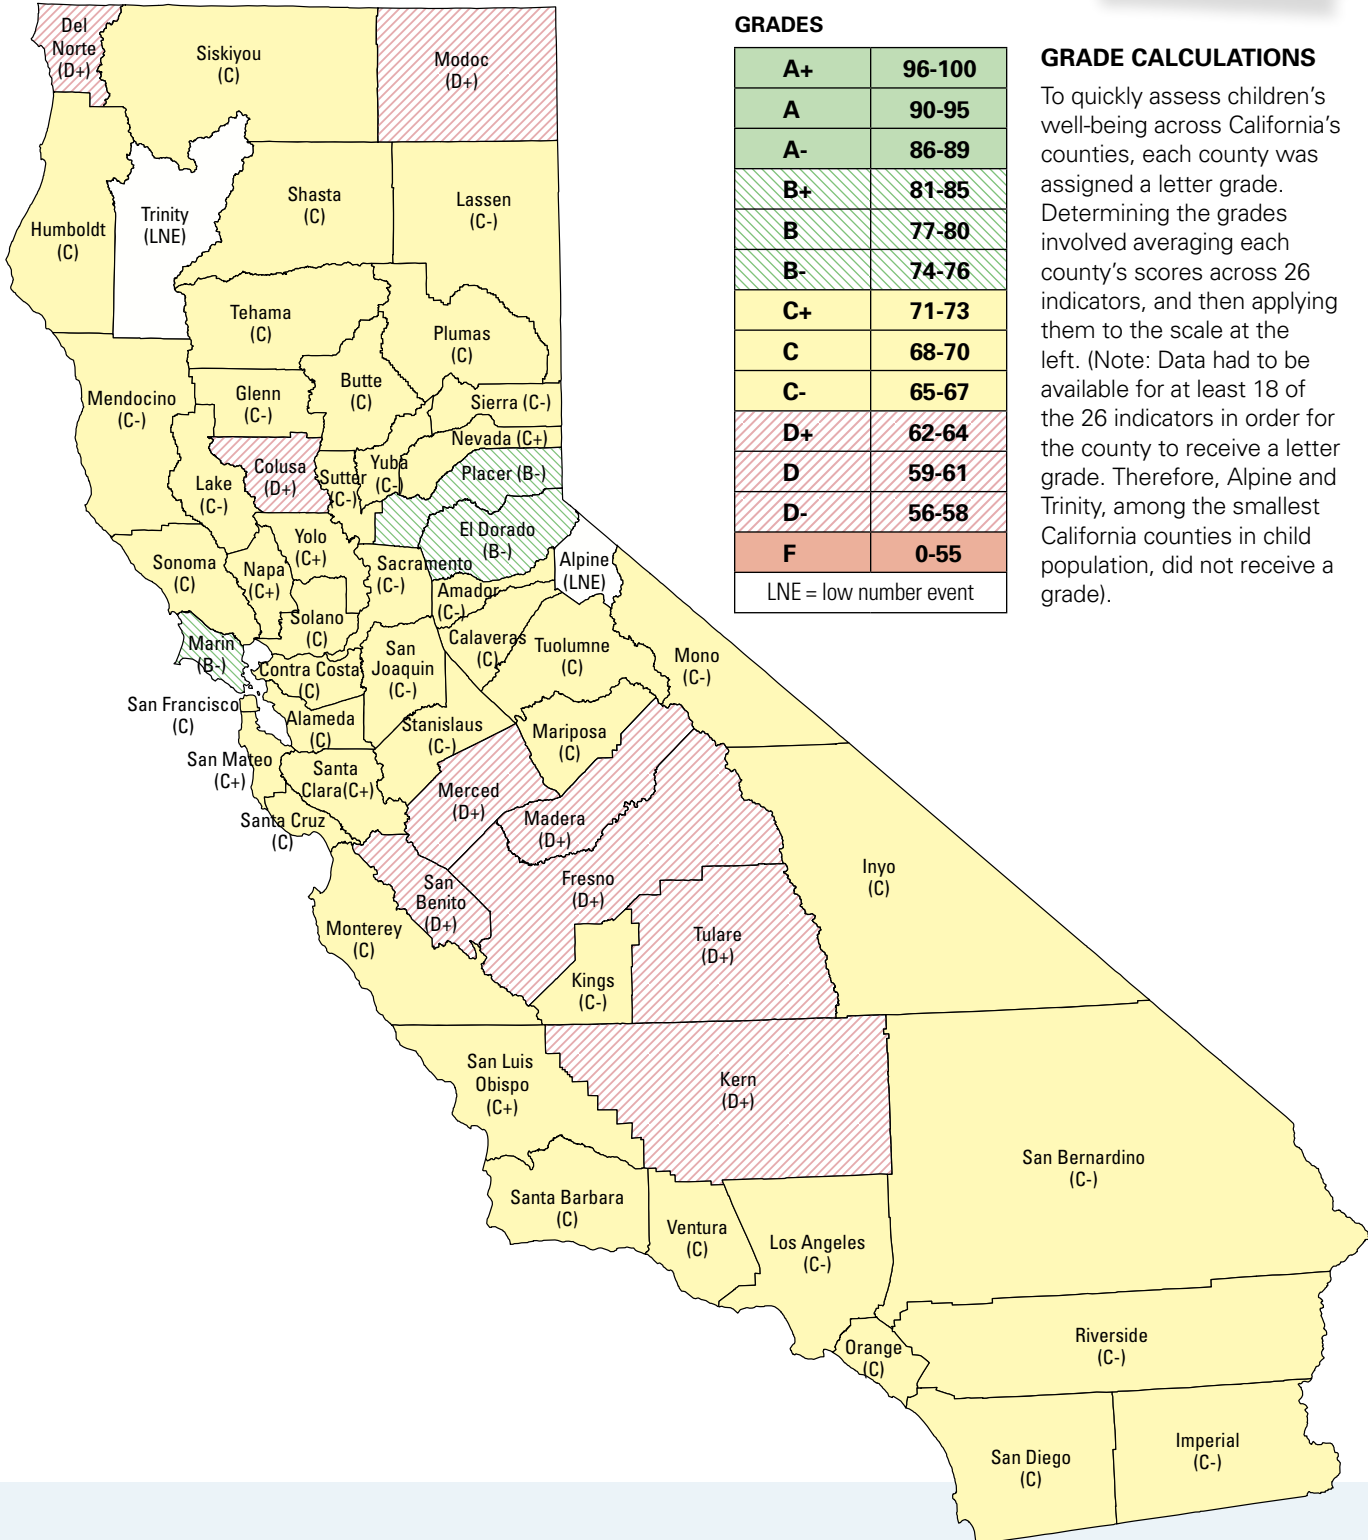 Del
Norte
(D+)
Siskiyou
(C)
Modoc
(D+)
Humboldt
(C)
Trinity
(LNE)
Shasta
(C)
Lassen
(C-)
Tehama
(C)
Plumas
(C)
Mendocino
(C-)
Glenn
(C-)
Butte
(C)
Sierra (C-)
Nevada (C+)
Lake
(C-)
Colusa
(D+)
Sutter
(C-)
Yuba
(C-)
Placer (B-)
El Dorado
(B-)
Sonoma
(C)
Napa
(C+)
Yolo
(C+)
Sacramento
(C-)
Alpine
(LNE)
Amador
(C-)
Solano
(C)
Marin
(B-)
Contra Costa
(C)
San
Joaquin
(C-)
Calaveras
(C)
Tuolumne
(C)
Mono
(C-)
San Francisco
(C)
Alameda
(C)
Stanislaus
(C-)
Mariposa
(C)
San Mateo
(C+)
Santa
Clara(C+)
Merced
(D+)
Madera
(D+)
Santa Cruz
(C)
San
Benito
(D+)
Fresno
(D+)
Inyo
(C)
Monterey
(C)
Kings
(C-)
Tulare
(D+)
San Luis
Obispo
(C+)
Kern
(D+)
San Bernardino
(C-)
Santa Barbara
(C)
Ventura
(C)
Los Angeles
(C-)
Orange
(C)
Riverside
(C-)
San Diego
(C)
Imperial
(C-)
GRADES
A+ 96-100
A 90-95
A- 86-89
B+ 81-85
B 77-80
B- 74-76
C+ 71-73
C 68-70
C- 65-67
D+ 62-64
D 59-61
D- 56-58
F 0-55
LNE = low number event
GRADE CALCULATIONS
To quickly assess children's
well-being across California's
counties, each county was
assigned a letter grade.
Determining the grades
involved averaging each
county's scores across 26
indicators, and then applying
them to the scale at the
left. (Note: Data had to be
available for at least 18 of
the 26 indicators in order for
the county to receive a letter
grade. Therefore, Alpine and
Trinity, among the smallest
California counties in child
population, did not receive a
grade).